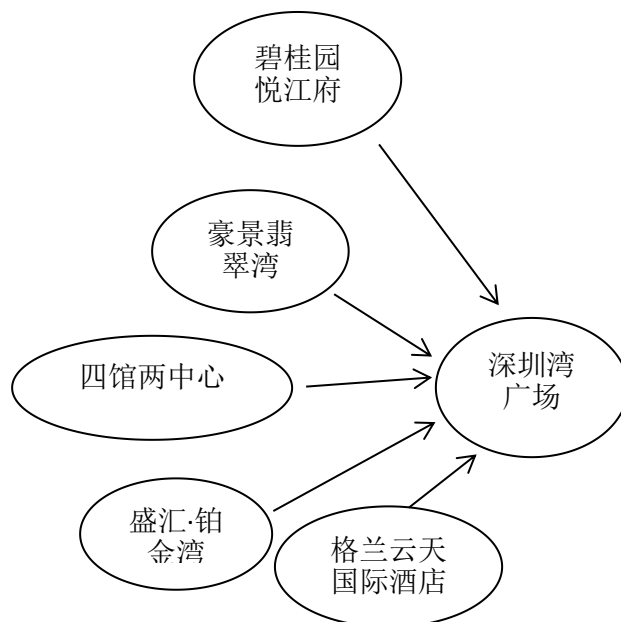 碧桂园
悦江府
豪景翡
翠湾
四馆两中心
深圳湾
广场
盛汇·铂
金湾
格兰云天
国际酒店